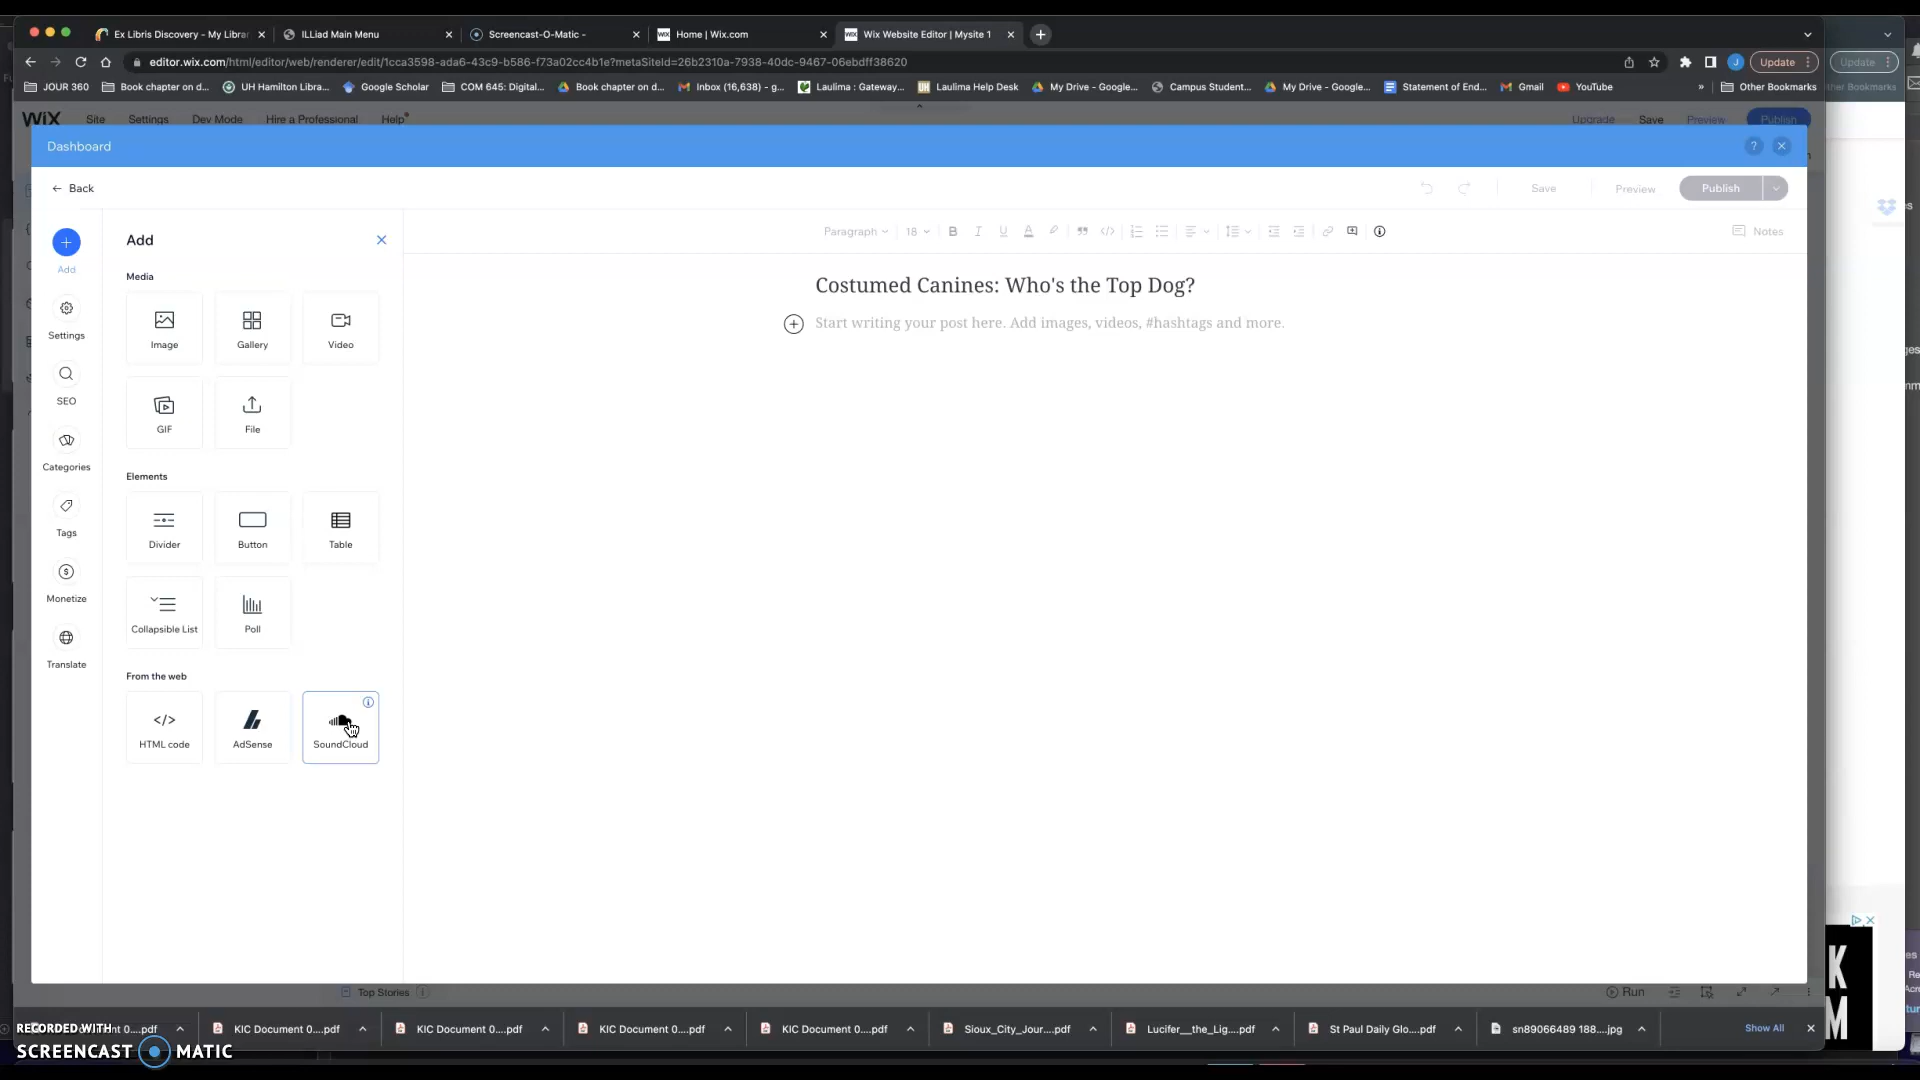 Ex Libris Discovery - My Librar
ILLiad Main Menu
Screencast-O-Matic -
WIX Home | Wix.com
WIX Wix Website Editor | Mysite 1
editor.wix.com/html/editor/web/renderer/edit/1cca3598-ada6-43c9-b586-f73a02cc4b1e?metaSiteId=26b2310a-7938-40dc-9467-06ebdff38620
J
Update
Update
JOUR 360
Book chapter on d...
UH Hamilton Libra...
Google Scholar
COM 645: Digital...
Book chapter on d...
Inbox (16,638) - g...
Laulima : Gateway...
Laulima Help Desk
My Drive - Google...
Campus Student...
My Drive - Google...
Statement of End...
Gmail
YouTube
»
Other Bookmarks
her Bookmarks
WIX
Site
Settings
Dev Mode
Hire a Professional
Help
Upgrade
Save
Preview
Publish
Dashboard
?
Back
Save
Preview
Publish
Add
Add
Paragraph
18
B
I
U
Notes
Media
Costumed Canines: Who's the Top Dog?
Start writing your post here. Add images, videos, #hashtags and more.
Image
Gallery
Video
Settings
GIF
File
SEO
Categories
Elements
Tags
Divider
Button
Table
Monetize
Collapsible List
Poll
Translate
From the web
</>
HTML code
AdSense
SoundCloud
Top Stories
Run
RECORDED WITH
SCREENCAST MATIC
ment 0....pdf
KIC Document 0....pdf
KIC Document 0....pdf
KIC Document 0....pdf
KIC Document 0....pdf
Sioux_City_Jour....pdf
Lucifer__the_Lig....pdf
St Paul Daily Glo....pdf
sn89066489 188....jpg
Show All
K
M